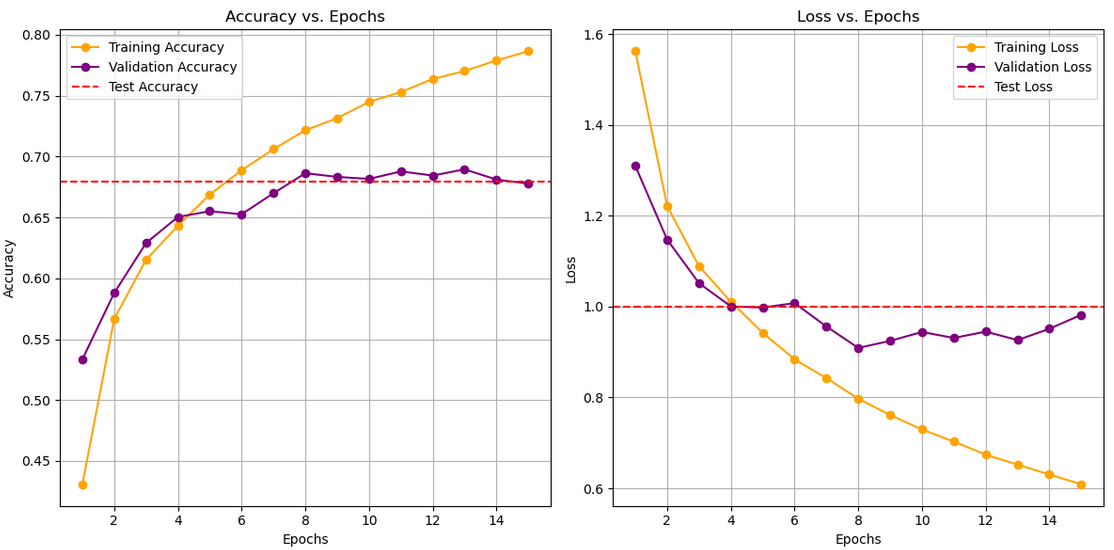 Accuracy vs. Epochs
Training Accuracy
Validation Accuracy
Test Accuracy
0.80
0.75
0.70
0.65
0.60
0.55
0.50
0.45
Accuracy
2 4 6 8 10 12 14
Epochs
Loss vs. Epochs
Training Loss
Validation Loss
Test Loss
1.6
1.4
1.2
1.0
0.8
0.6
Loss
2 4 6 8 10 12 14
Epochs